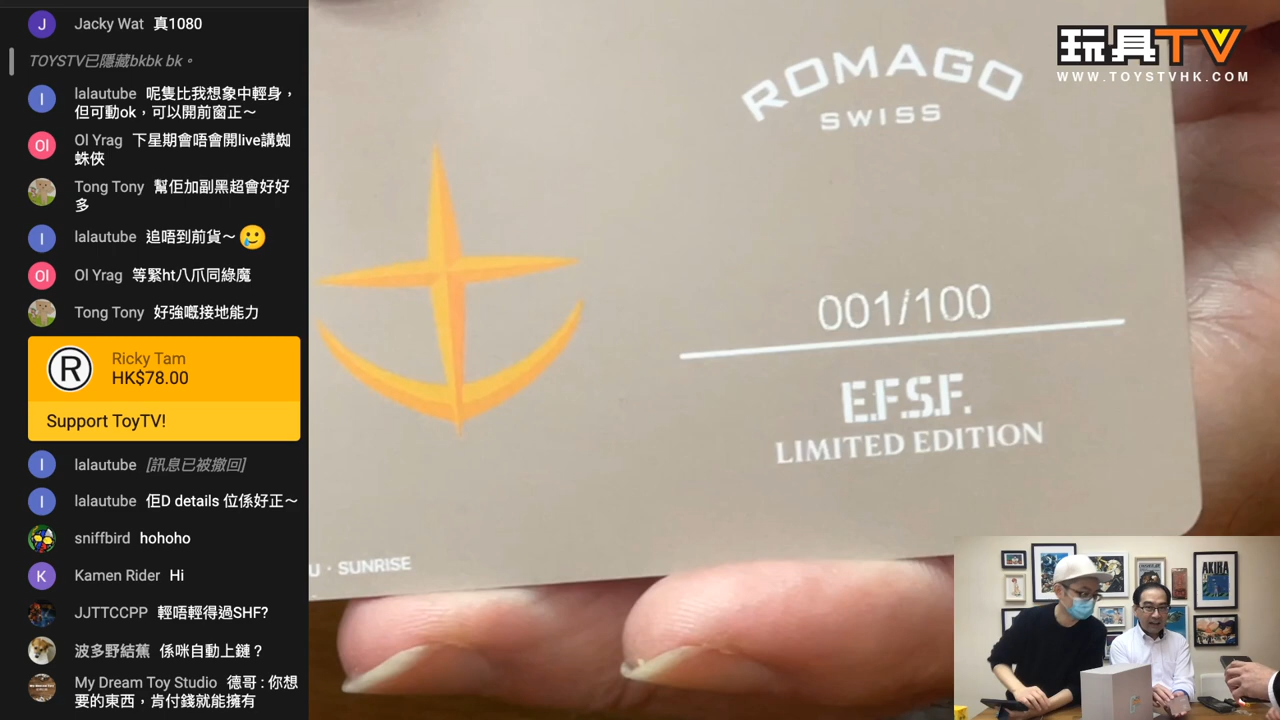 Jacky Wat 真1080
TOYSTV已隱藏bkbk bk。
lalautube 呢隻比我想象中輕身，
但可動ok，可以開前窗正～
Ol Yrag 下星期會唔會開live講蜘
蛛俠
Tong Tony 幫佢加副黑超會好好
多
lalautube 追唔到前貨～🥲
Ol Yrag 等緊ht八爪同綠魔
Tong Tony 好強嘅接地能力
Ricky Tam
HK$78.00
Support ToyTV!
lalautube [訊息已被撤回]
lalautube 佢D details 位係好正～
sniffbird hohoho
Kamen Rider Hi
JJTTCCPP 輕唔輕得過SHF?
波多野結蕉 係咪自動上鏈？
My Dream Toy Studio 德哥 : 你想
要的東西，肯付錢就能擁有
ROMAGO
SWISS
001/100
E.F.S.F.
LIMITED EDITION
U · SUNRISE
玩具TV
WWW.TOYSTVHK.COM
AKIRA